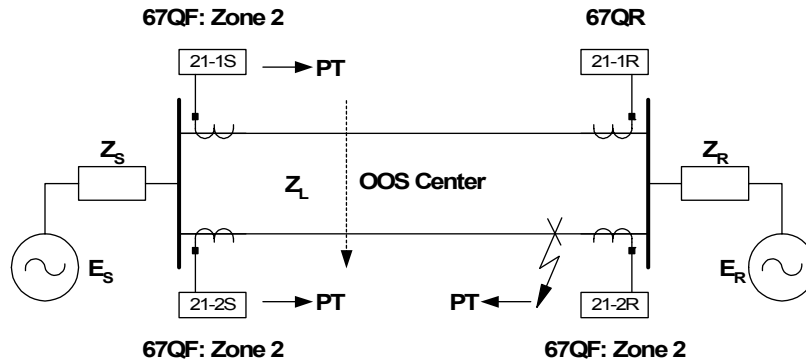 67QF: Zone 2
67QR
21-1S
PT
21-1R
PT
Z_S
Z_L
OOS Center
Z_R
E_S
E_R
21-2S
PT
PT
21-2R
67QF: Zone 2
67QF: Zone 2